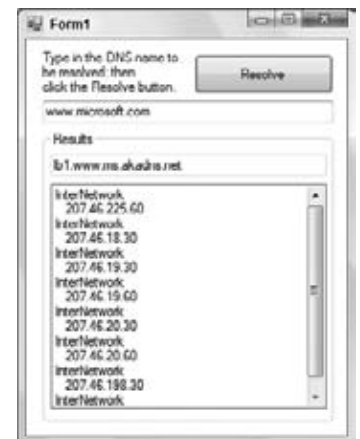 Form1
Type in the DNS name to
be resolved: then
click the Resolve button.
Resolve
www.microsoft.com
Results
lb1.www.ms.akadns.net
InterNetwork
207.46.225.60
InterNetwork
207.46.18.30
InterNetwork
207.46.19.30
InterNetwork
207.46.19.60
InterNetwork
207.46.20.30
InterNetwork
207.46.20.60
InterNetwork
207.46.198.30
InterNetwork